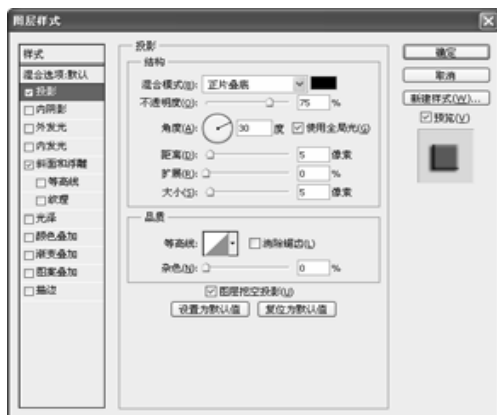 图层样式
样式
混合选项:默认
投影
内阴影
外发光
内发光
斜面和浮雕
等高线
纹理
光泽
颜色叠加
渐变叠加
图案叠加
描边
投影
结构
混合模式(B): 正片叠底
不透明度(O): 75 %
角度(A): 30 度 使用全局光(G)
距离(D): 5 像素
扩展(R): 0 %
大小(S): 5 像素
品质
等高线: 消除锯齿(L)
杂色(N): 0 %
图层挖空投影(U)
设置为默认值 复位为默认值
确定
取消
新建样式(W)...
预览(V)